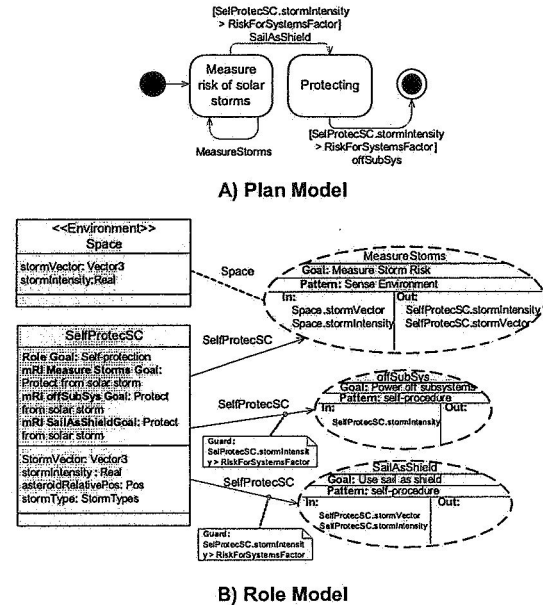 [SelProtecSC.stormIntensity
> RiskForSystemsFactor]
SailAsShield
Measure
risk of solar
storms
Protecting
MeasureStorms
[SelProtecSC.stormIntensity
> RiskForSystemsFactor]
offSubSys
A) Plan Model
<<Environment>>
Space
stormVector: Vector3
stormIntensity:Real
Space
MeasureStorms
Goal: Measure Storm Risk
Pattern: Sense Environment
In:
Out:
Space.stormVector
Space.stormIntensity
SelfProtecSC.stormIntensity
SelfProtecSC.stormVector
SelfProtecSC
SelfProtecSC
Role Goal: Self-protection
mRI Measure Storms Goal:
Protect from solar storm
mRI offSubSys Goal: Protect
from solar storm
mRI SailAsShieldGoal: Protect
from solar storm
StormVector: Vector3
stormIntensity : Real
asteroidRelativePos: Pos
stormType: StormTypes
SelfProtecSC
offSubSys
Goal: Power off subsystems
Pattern: self-procedure
In:
Out:
SelfProtecSC.stormIntensity
Guard:
SelProtecSC.stormIntensit
y > RiskForSystemsFactor
SelfProtecSC
SailAsShield
Goal: Use sail as shield
Pattern: self-procedure
In:
Out:
SelfProtecSC.stormVector
SelfProtecSC.stormIntensity
Guard:
SelProtecSC.stormIntensit
y > RiskForSystemsFactor
B) Role Model